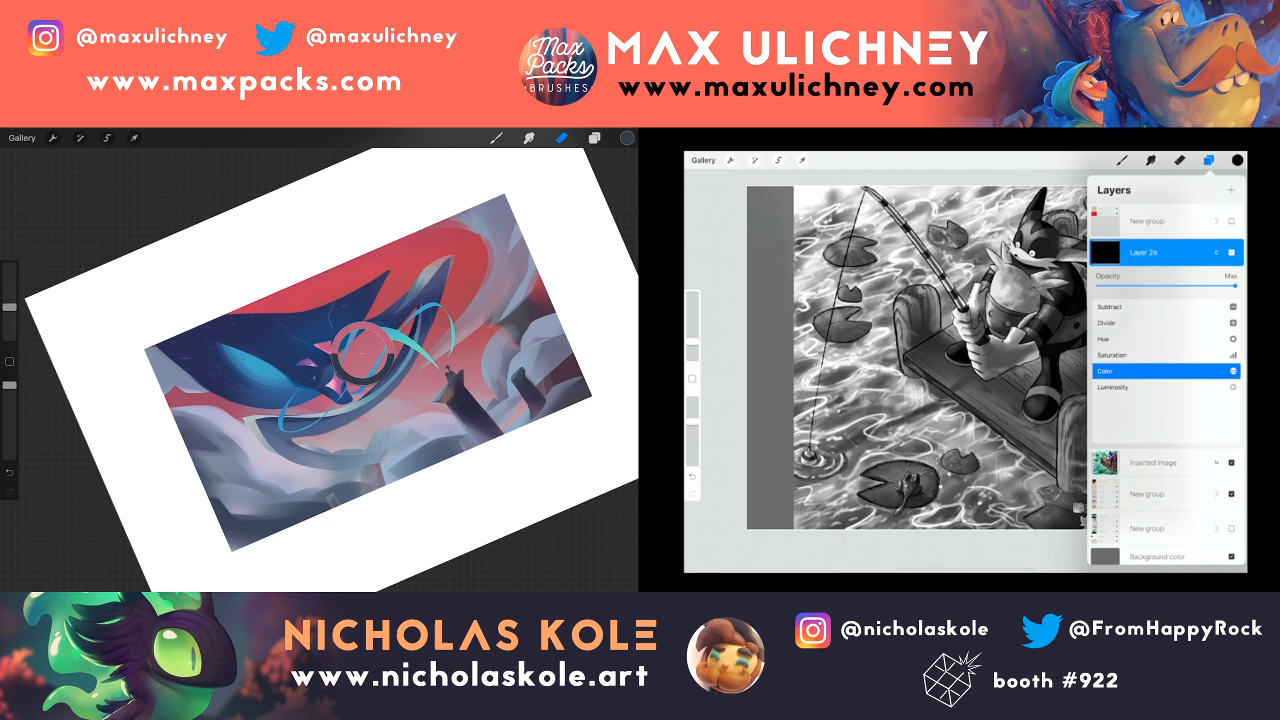 @maxulichney
@maxulichney
www.maxpacks.com
Max
Packs
BRUSHES
MAX ULICHNEY
www.maxulichney.com
Gallery
Gallery
Layers
New group
Layer 26
C
Opacity
Max
Subtract
Divide
Hue
Saturation
Color
Luminosity
Inserted Image
N
New group
New group
Background color
NICHOLAS KOLE
www.nicholaskole.art
@nicholaskole
@FromHappyRock
booth #922